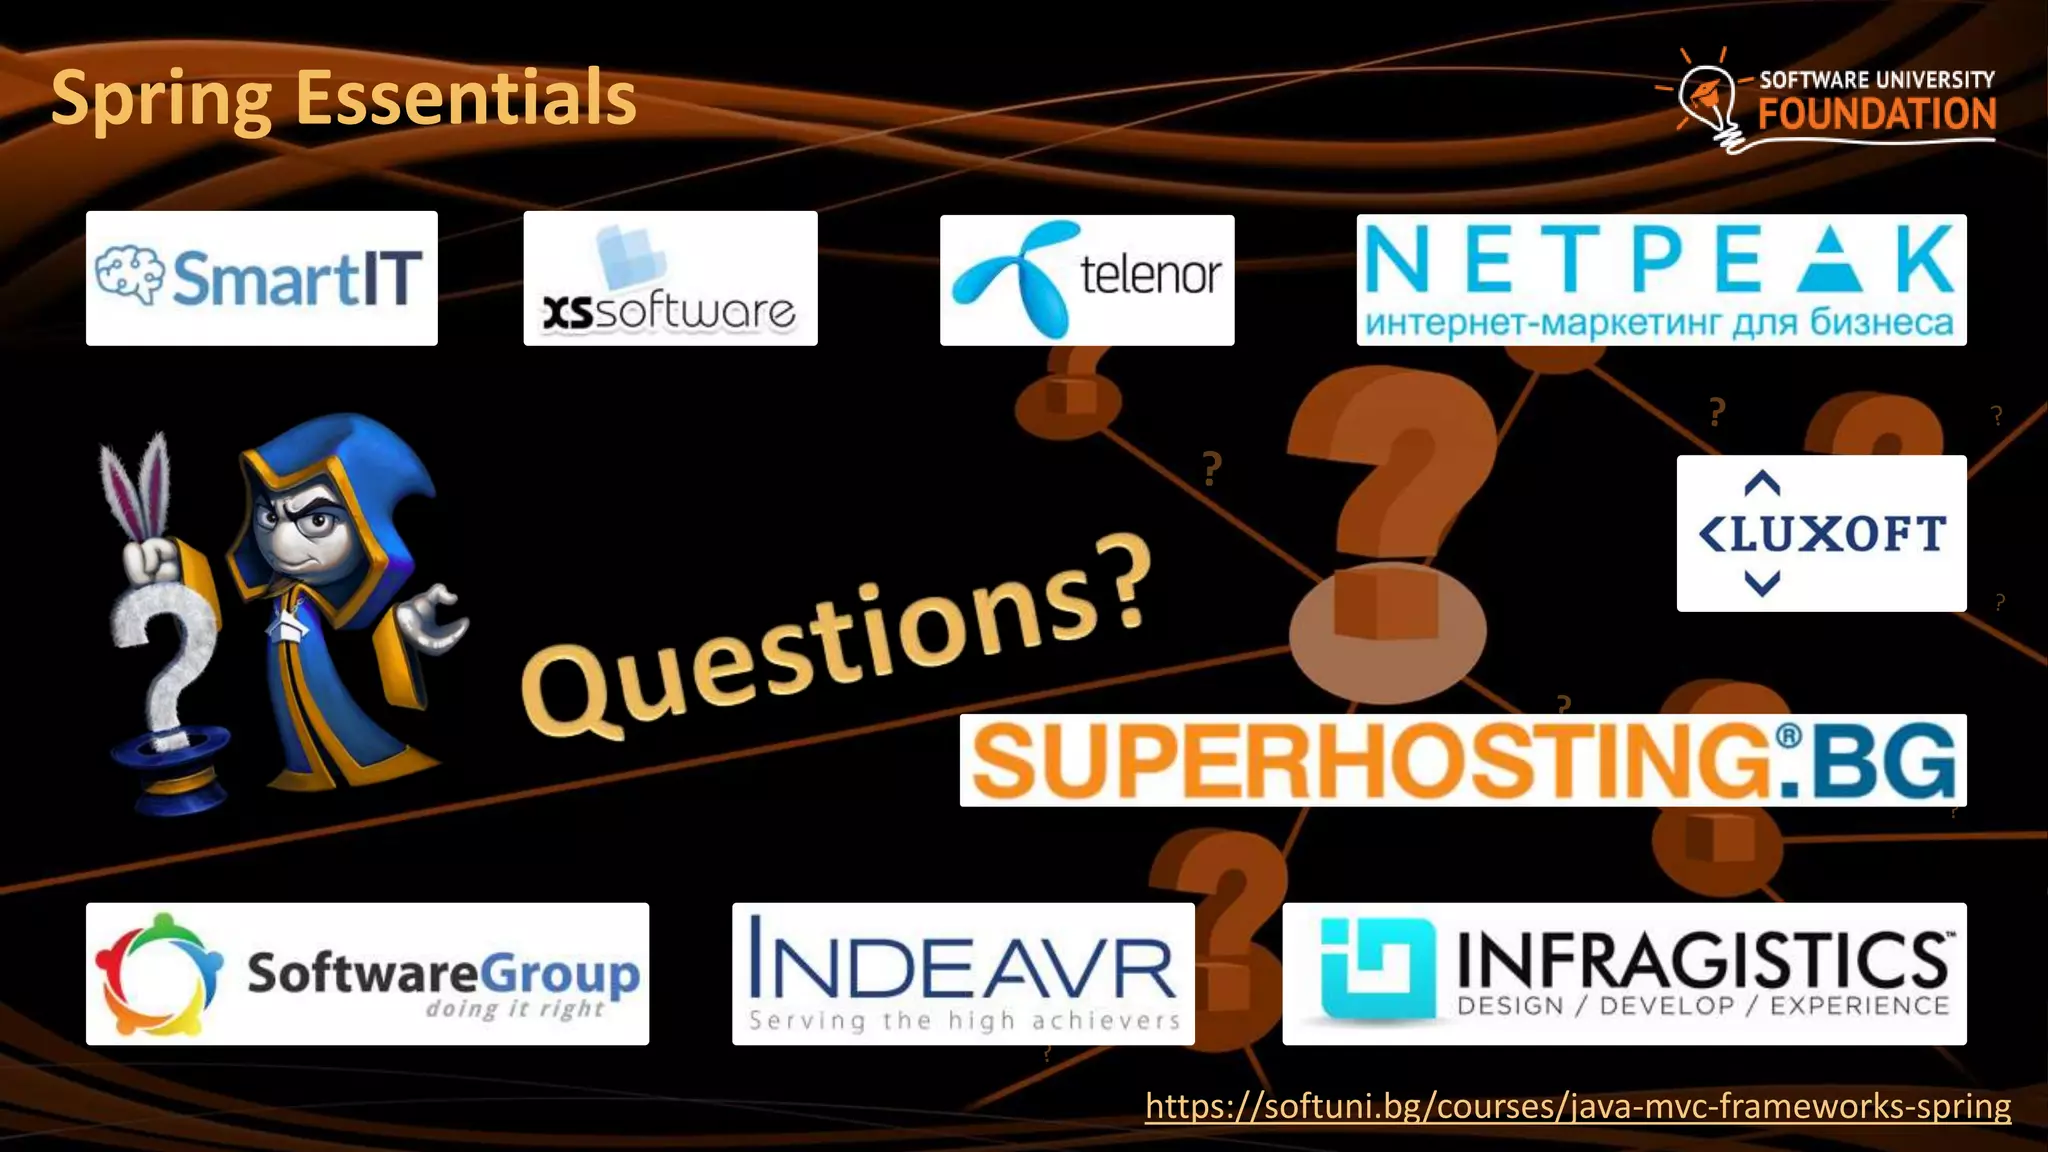 Spring Essentials
SOFTWARE UNIVERSITY
FOUNDATION
SmartIT
XSsoftware
telenor
NETPEAK
интернет-маркетинг для бизнеса
?
?
?
<LUXOFT
?
Questions?
?
SUPERHOSTING®.BG
?
SoftwareGroup
doing it right
INDEAVR
Serving the high achievers
INFRAGISTICS™
DESIGN / DEVELOP / EXPERIENCE
?
https://softuni.bg/courses/java-mvc-frameworks-spring